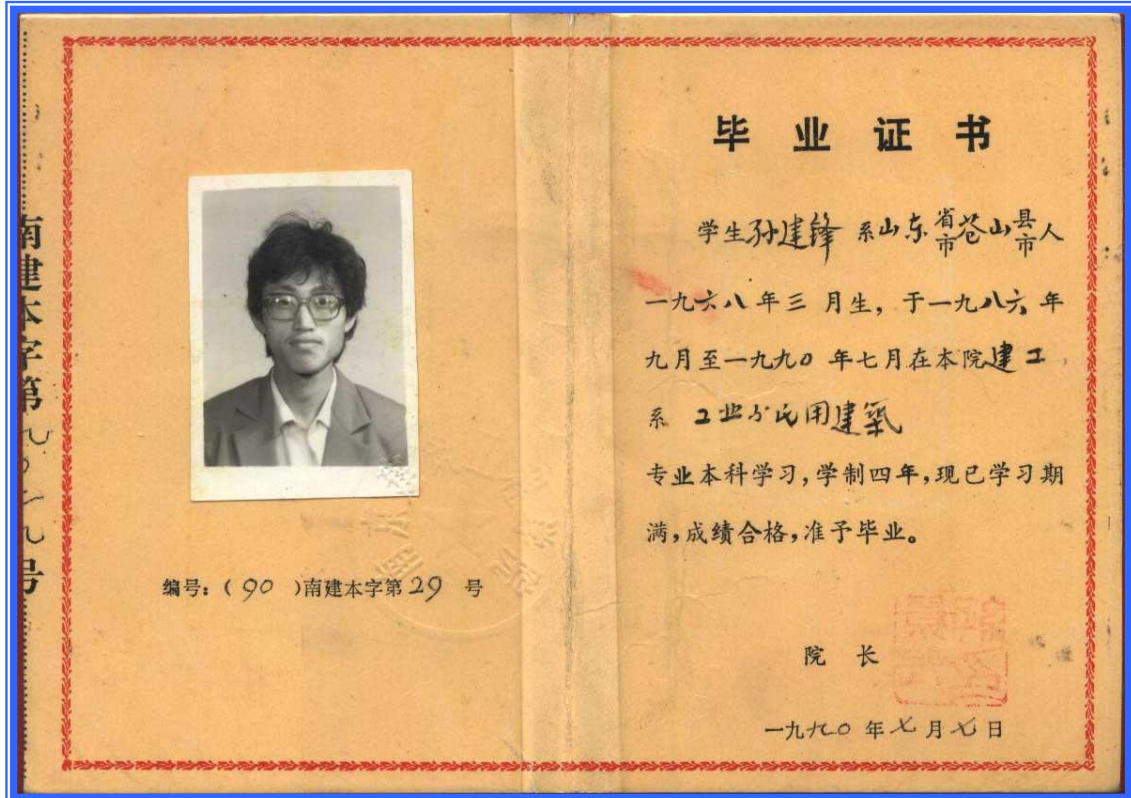 南建本字第九〇二九号
编号:(90)南建本字第29号
毕业证书
学生孙建锋 系山东省市苍山县市人
一九六八年三月生,于一九八六年
九月至一九九0年七月在本院建工
系 工业与民用建筑
专业本科学习,学制四年,现已学习期
满,成绩合格,准予毕业。
院长
一九九0年七月七日